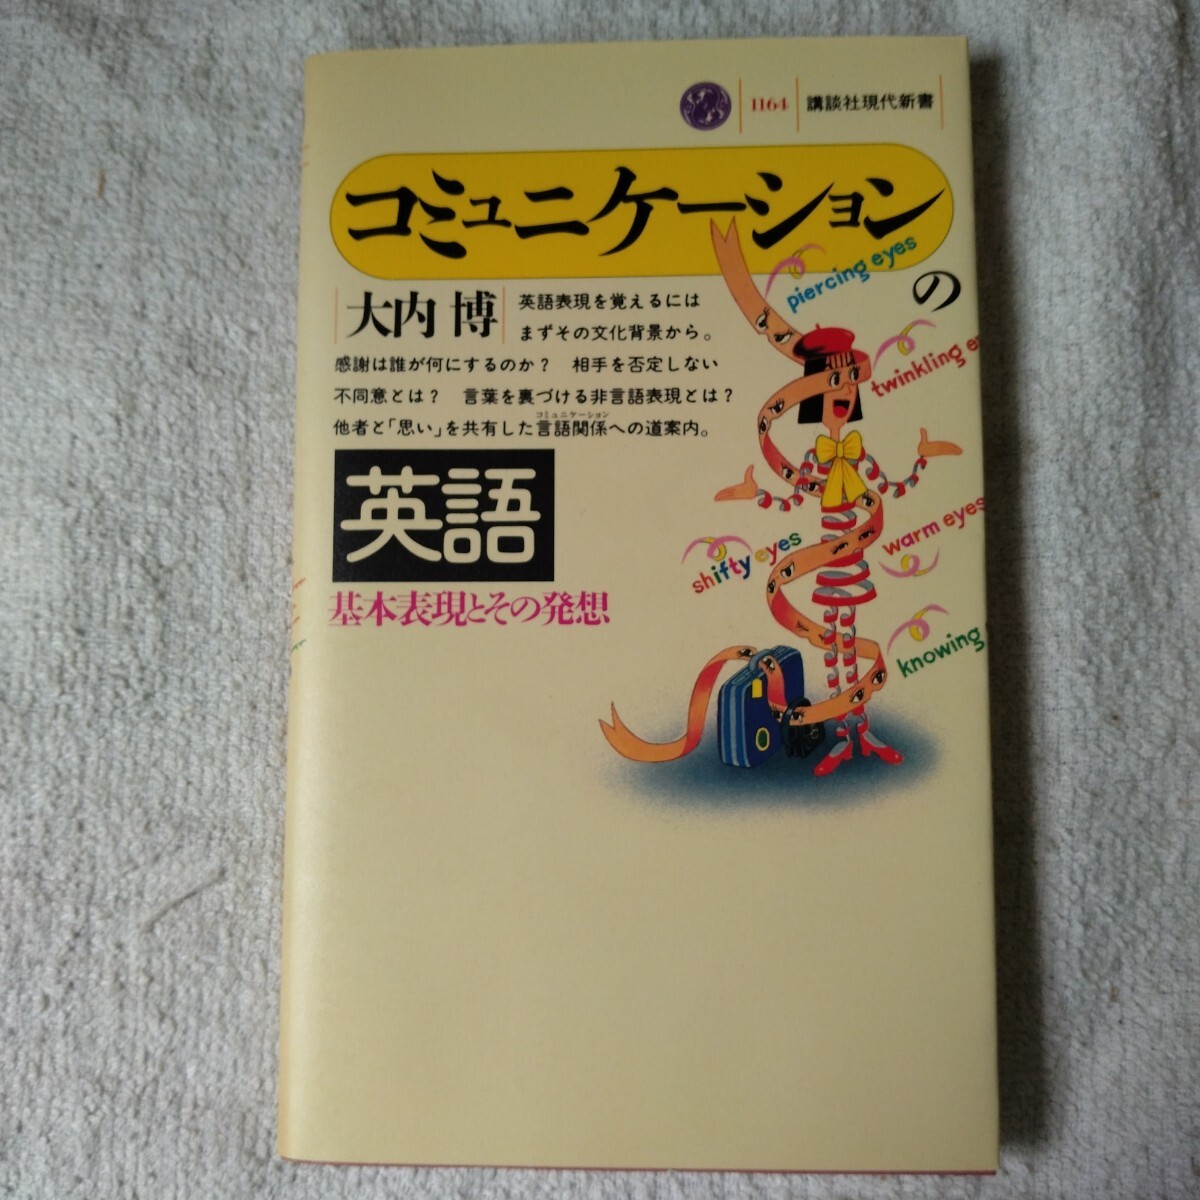 1164
講談社現代新書
コミュニケーション
の
大内 博
英語表現を覚えるには
まずその文化背景から。
感謝は誰が何にするのか？ 相手を否定しない
不同意とは？ 言葉を裏づける非言語表現とは？
コミュニケーション
他者と「思い」を共有した言語関係への道案内。
英語
基本表現とその発想
piercing eyes
twinkling
shifty eyes
warm eyes
knowing